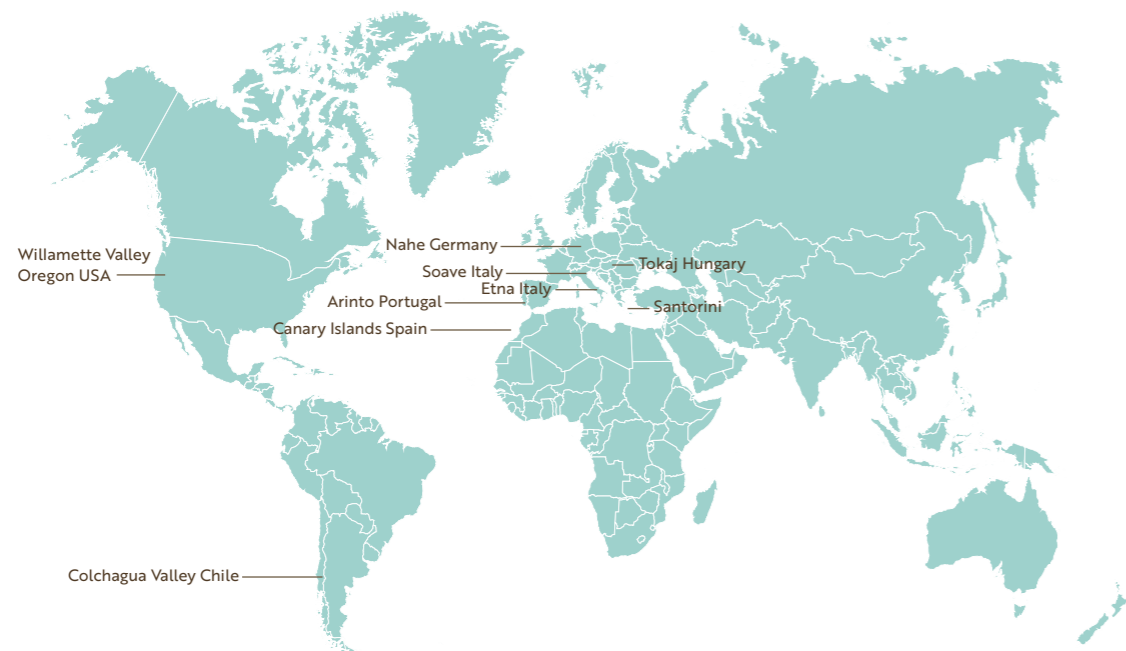 Nahe Germany
Willamette Valley
Oregon USA
Tokaj Hungary
Soave Italy
Etna Italy
Arinto Portugal
Santorini
Canary Islands Spain
Colchagua Valley Chile